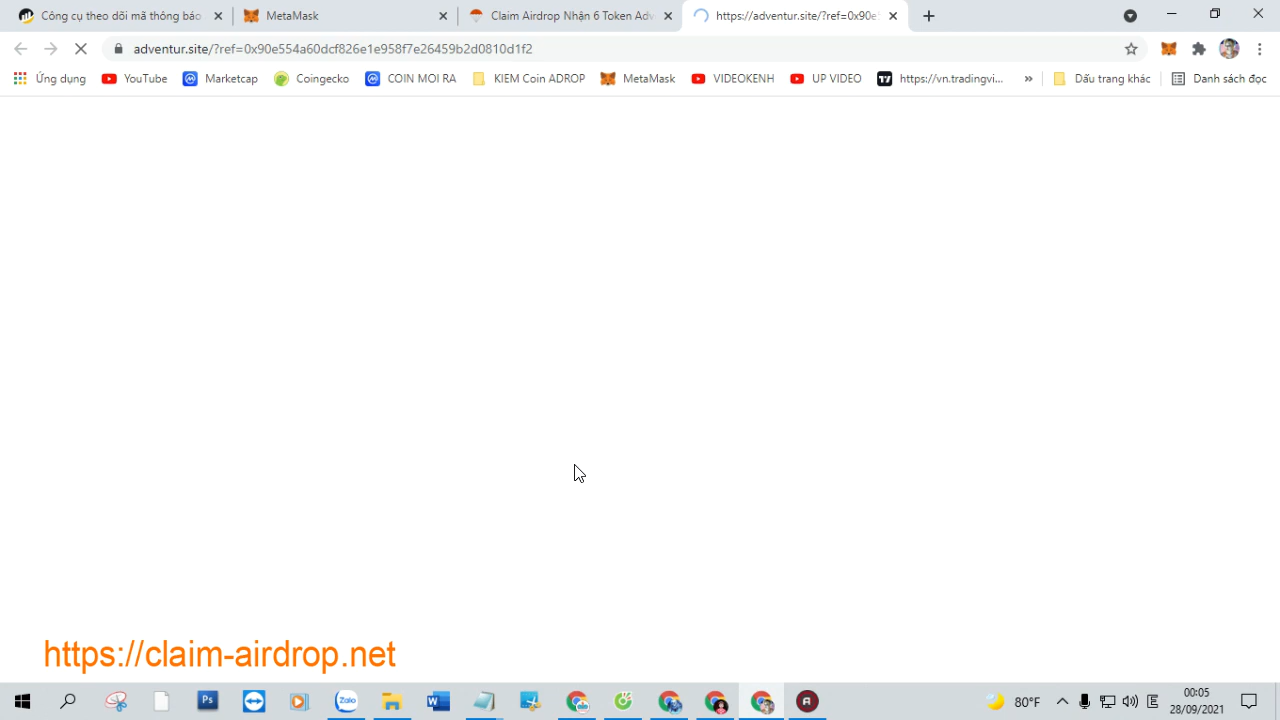 Công cụ theo dõi mã thông báo
MetaMask
Claim Airdrop Nhận 6 Token Adv
https://adventur.site/?ref=0x90e
adventur.site/?ref=0x90e554a60dcf826e1e958f7e26459b2d0810d1f2
Ứng dụng
YouTube
Marketcap
Coingecko
COIN MOI RA
KIEM Coin ADROP
MetaMask
VIDEOKENH
UP VIDEO
https://vn.tradingvi...
»
Dấu trang khác
Danh sách đọc
https://claim-airdrop.net
Ps
Zalo
W
A
80°F
E
00:05
28/09/2021